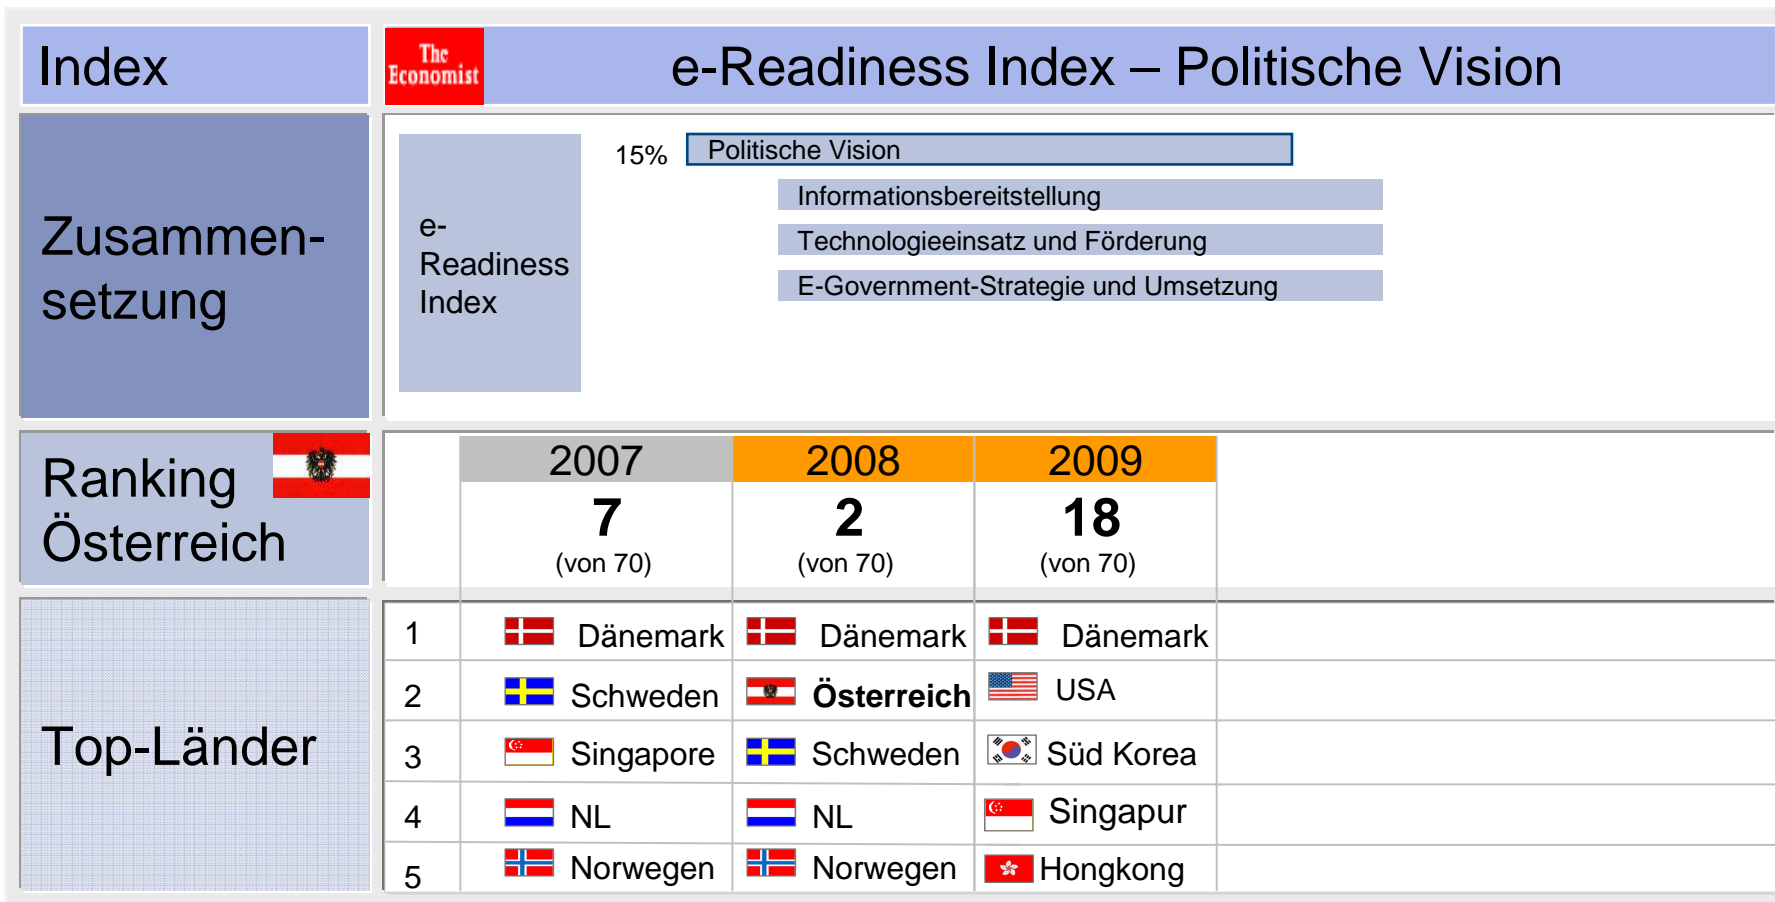 Index
The
Economist
e-Readiness Index – Politische Vision
Zusammen-
setzung
e-
Readiness
Index
15%
Politische Vision
Informationsbereitstellung
Technologieeinsatz und Förderung
E-Government-Strategie und Umsetzung
Ranking
Österreich
2007 2008 2009
7 2 18
(von 70) (von 70) (von 70)
Top-Länder
1 Dänemark Dänemark Dänemark
2 Schweden Österreich USA
3 Singapore Schweden Süd Korea
4 NL NL Singapur
5 Norwegen Norwegen Hongkong